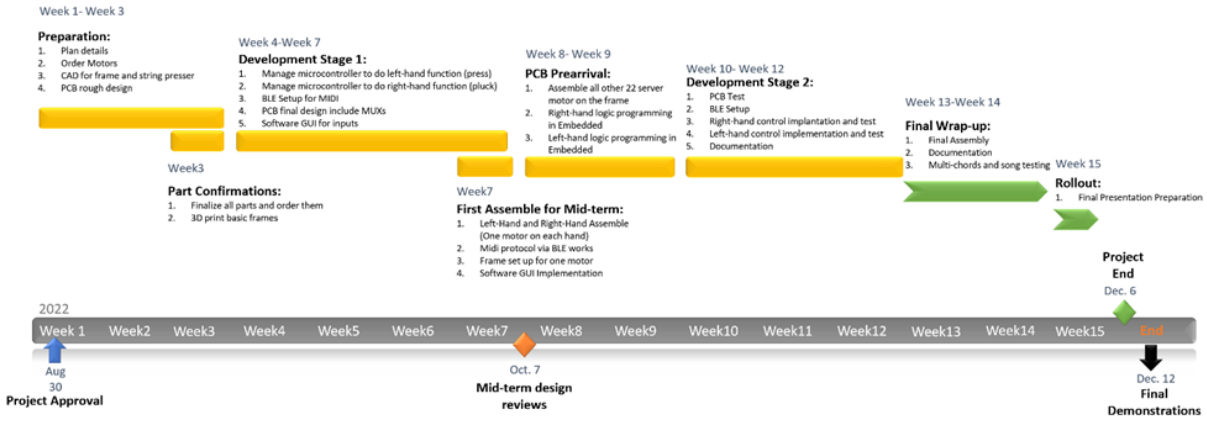 Week 1- Week 3
Preparation:
1. Plan details
2. Order Motors
3. CAD for frame and string presser
4. PCB rough design
Week3
Part Confirmations:
1. Finalize all parts and order them
2. 3D print basic frames
Week 4-Week 7
Development Stage 1:
1. Manage microcontroller to do left-hand function (press)
2. Manage microcontroller to do right-hand function (pluck)
3. BLE Setup for MIDI
4. PCB final design include MUXs
5. Software GUI for inputs
Week7
First Assemble for Mid-term:
1. Left-Hand and Right-Hand Assemble
(One motor on each hand)
2. Midi protocol via BLE works
3. Frame set up for one motor
4. Software GUI Implementation
Week 8- Week 9
PCB Prearrival:
1. Assemble all other 22 server
motor on the frame
2. Right-hand logic programming
in Embedded
3. Left-hand logic programming in
Embedded
Week 10- Week 12
Development Stage 2:
1. PCB Test
2. BLE Setup
3. Right-hand control implantation and test
4. Left-hand control implementation and test
5. Documentation
Week 13-Week 14
Final Wrap-up:
1. Final Assembly
2. Documentation
3. Multi-chords and song testing
Week 15
Rollout:
1. Final Presentation Preparation
Project
End
Dec. 6
2022
Week 1 Week2 Week3 Week4 Week5 Week6 Week7 Week8 Week9 Week10 Week11 Week12 Week13 Week14 Week15 End
Aug
30
Project Approval
Oct. 7
Mid-term design
reviews
Dec. 12
Final
Demonstrations